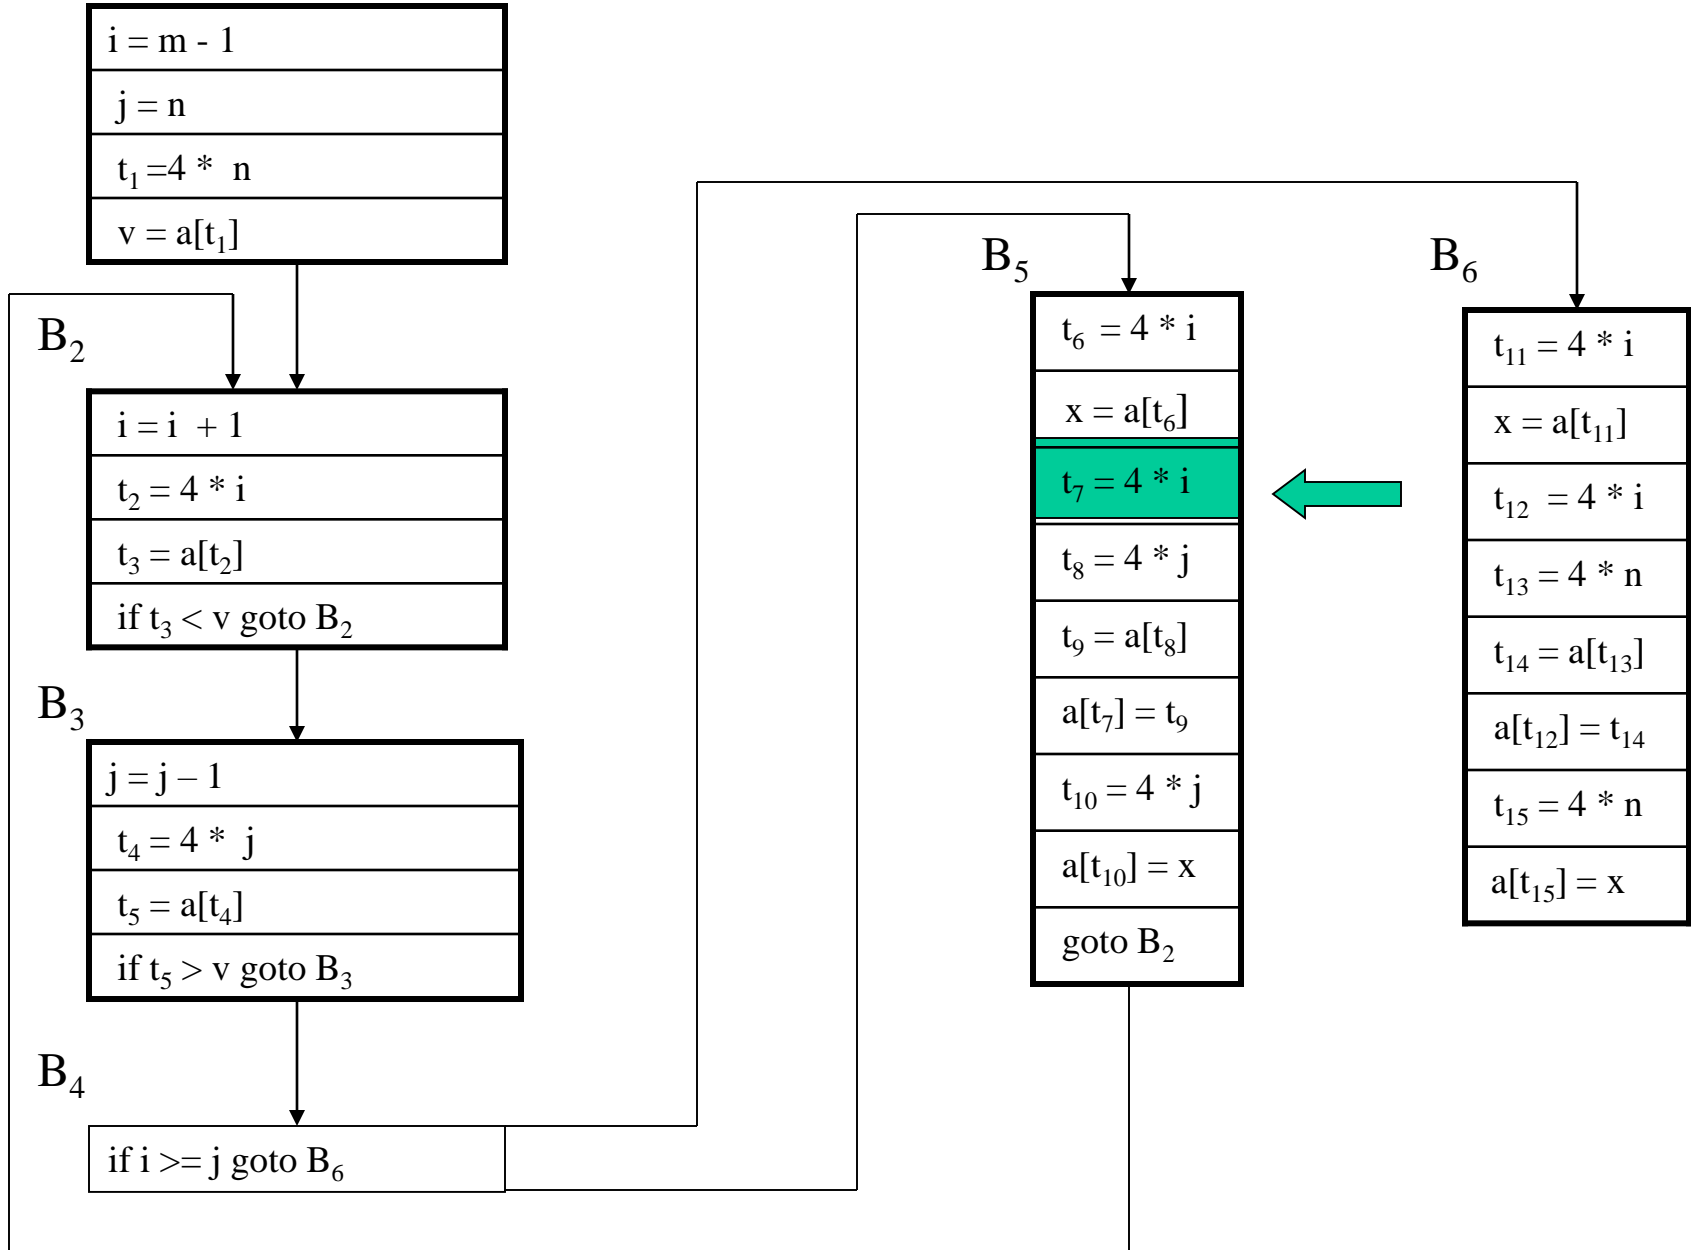 i = m - 1
j = n
t₁ =4 * n
v = a[t₁]
B₂
i = i + 1
t₂ = 4 * i
t₃ = a[t₂]
if t₃ < v goto B₂
B₃
j = j – 1
t₄ = 4 * j
t₅ = a[t₄]
if t₅ > v goto B₃
B₄
if i >= j goto B₆
B₅
t₆ = 4 * i
x = a[t₆]
t₇ = 4 * i
t₈ = 4 * j
t₉ = a[t₈]
a[t₇] = t₉
t₁₀ = 4 * j
a[t₁₀] = x
goto B₂
B₆
t₁₁ = 4 * i
x = a[t₁₁]
t₁₂ = 4 * i
t₁₃ = 4 * n
t₁₄ = a[t₁₃]
a[t₁₂] = t₁₄
t₁₅ = 4 * n
a[t₁₅] = x